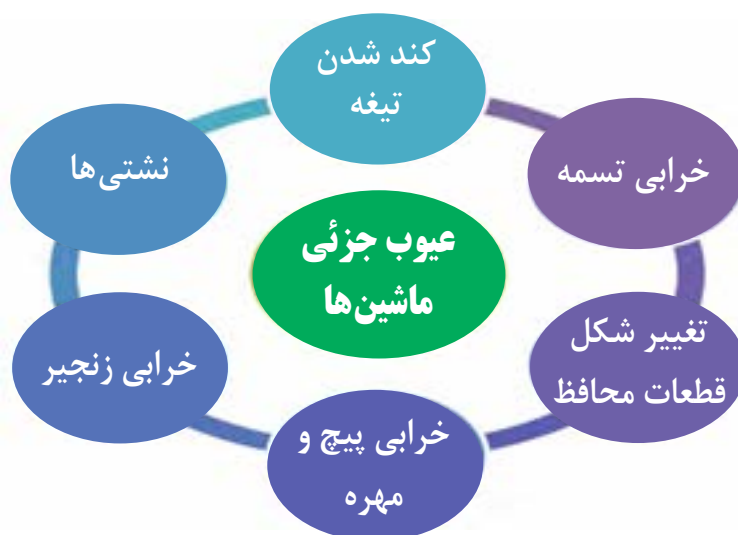 کند شدن
تیغه
خرابی تسمه
تغییر شکل
قطعات محافظ
خرابی پیچ و
مهره
خرابی زنجیر
نشتی‌ها
عیوب جزئی
ماشین‌ها